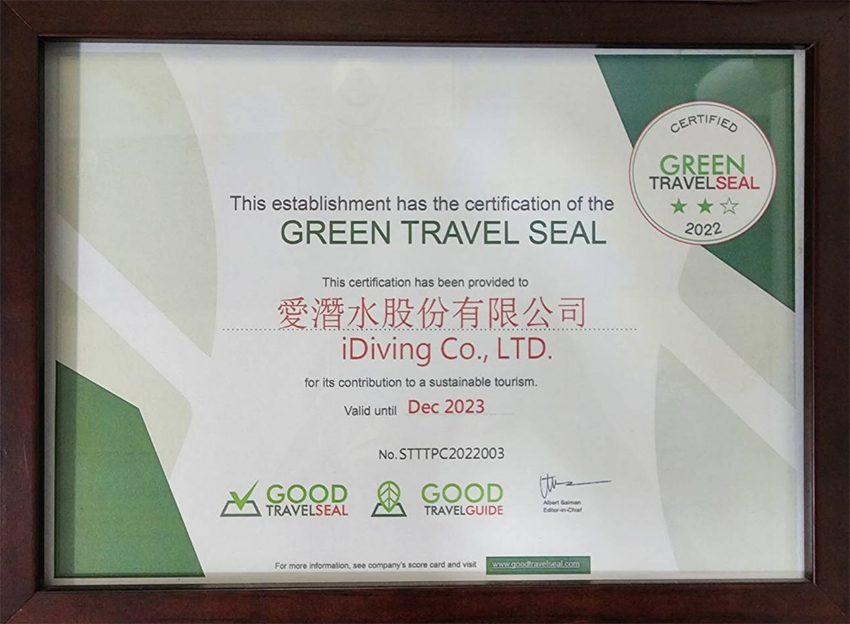 CERTIFIED
GREEN
TRAVELSEAL
2022
This establishment has the certification of the
GREEN TRAVEL SEAL
This certification has been provided to
愛潛水股份有限公司
iDiving Co., LTD.
for its contribution to a sustainable tourism.
Valid until Dec 2023
No.STTTPC2022003
GOOD
TRAVELSEAL
GOOD
TRAVELGUIDE
Albert Salman
Editor-in-Chief
For more information, see company's score card and visit www.goodtravelseal.com